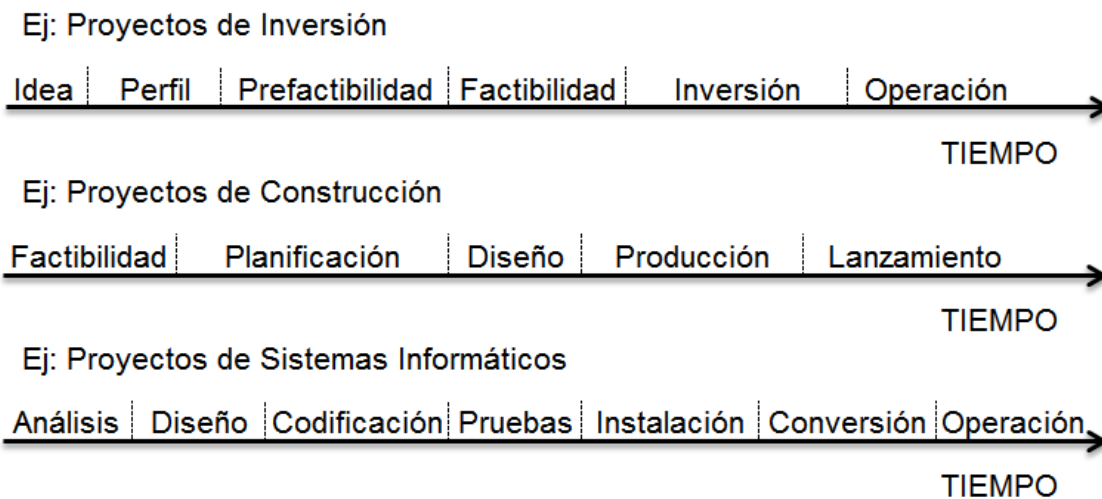 Ej: Proyectos de Inversión
Idea Perfil Prefactibilidad Factibilidad Inversión Operación
TIEMPO
Ej: Proyectos de Construcción
Factibilidad Planificación Diseño Producción Lanzamiento
TIEMPO
Ej: Proyectos de Sistemas Informáticos
Análisis Diseño Codificación Pruebas Instalación Conversión Operación
TIEMPO